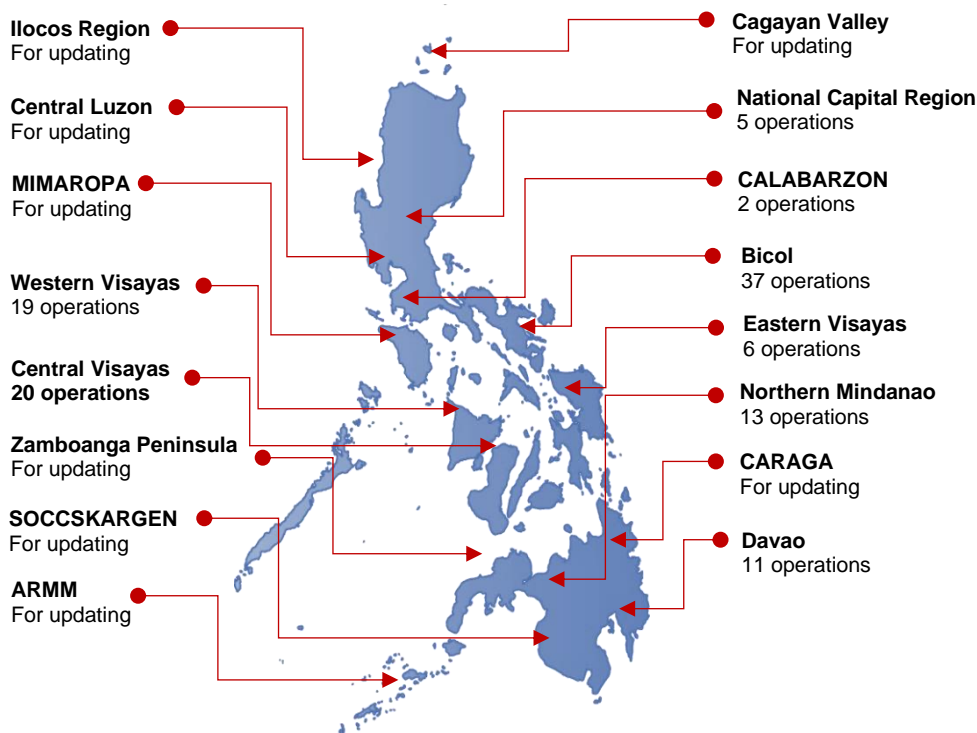 Ilocos Region
For updating
Central Luzon
For updating
MIMAROPA
For updating
Western Visayas
19 operations
Central Visayas
20 operations
Zamboanga Peninsula
For updating
SOCCSKARGEN
For updating
ARMM
For updating
Cagayan Valley
For updating
National Capital Region
5 operations
CALABARZON
2 operations
Bicol
37 operations
Eastern Visayas
6 operations
Northern Mindanao
13 operations
CARAGA
For updating
Davao
11 operations